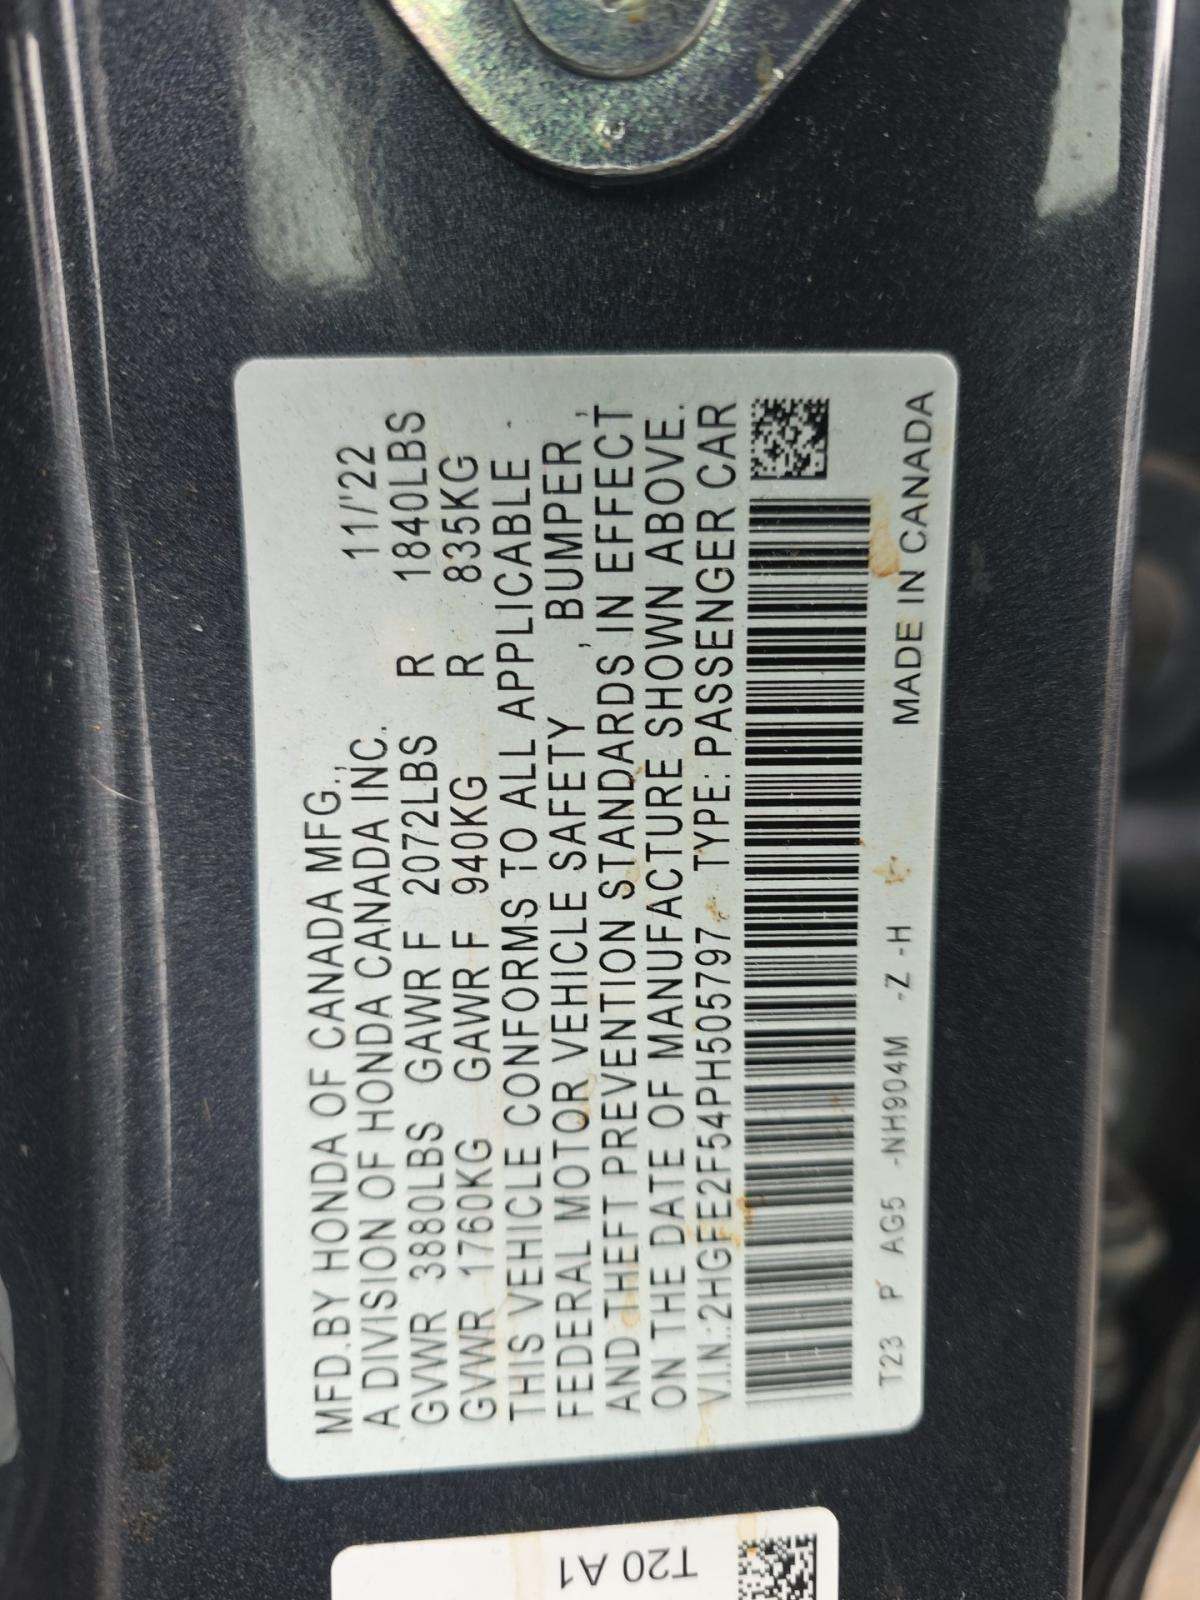 MFD.BY HONDA OF CANADA MFG., 11/'22
A DIVISION OF HONDA CANADA INC.
GVWR 3880LBS GAWR F 2072LBS R 1840LBS
GVWR 1760KG GAWR F 940KG R 835KG
THIS VEHICLE CONFORMS TO ALL APPLICABLE
FEDERAL MOTOR VEHICLE SAFETY , BUMPER ,
AND THEFT PREVENTION STANDARDS IN EFFECT
ON THE DATE OF MANUFACTURE SHOWN ABOVE.
V.I.N.:2HGFE2F54PH505797 TYPE:PASSENGER CAR
T23 P AG5 -NH904M -Z -H MADE IN CANADA
T20 A1